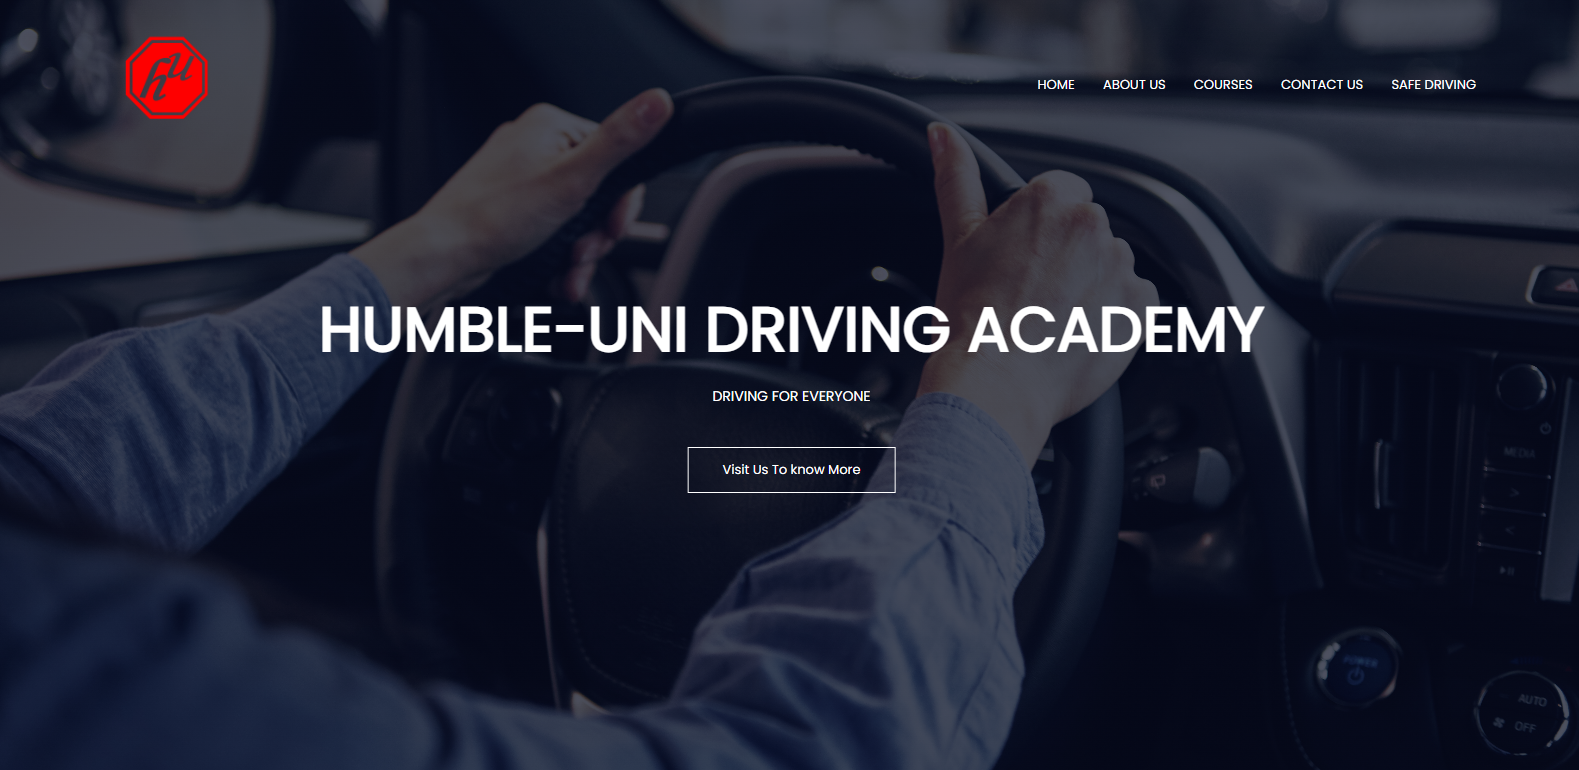 hu
HOME ABOUT US COURSES CONTACT US SAFE DRIVING
HUMBLE-UNI DRIVING ACADEMY
DRIVING FOR EVERYONE
Visit Us To know More
MEDIA
>
<
POWER
AUTO
OFF